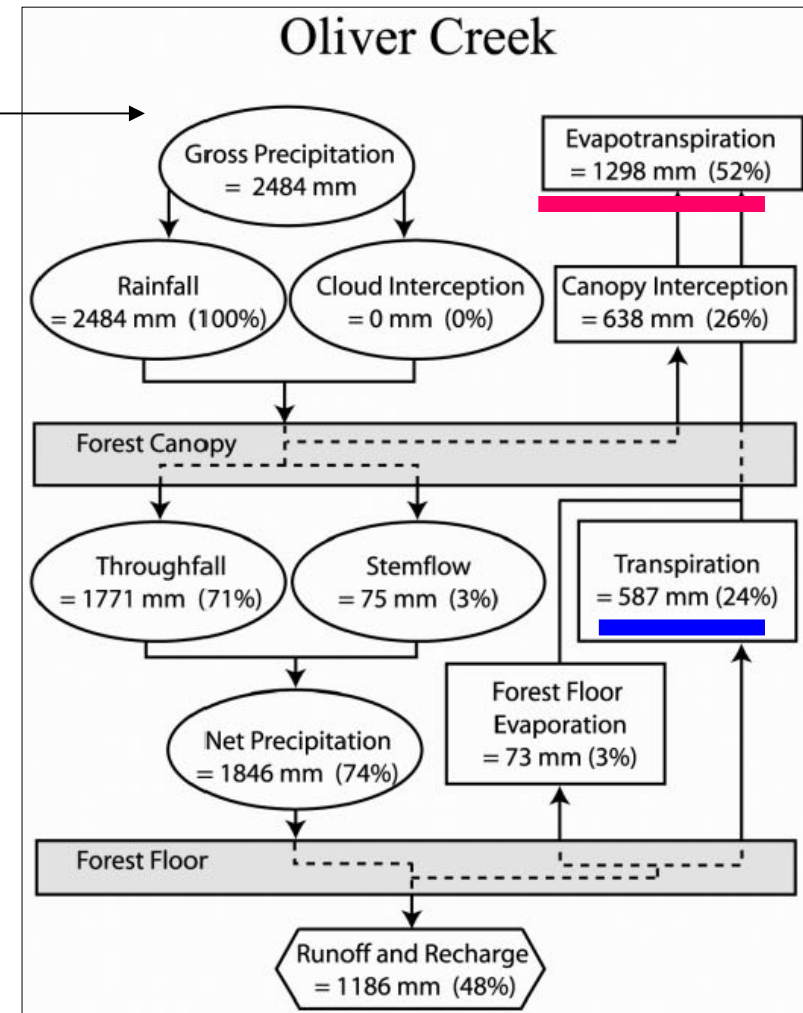 Oliver Creek
Gross Precipitation
= 2484 mm
Evapotranspiration
= 1298 mm (52%)
Rainfall
= 2484 mm (100%)
Cloud Interception
= 0 mm (0%)
Canopy Interception
= 638 mm (26%)
Forest Canopy
Throughfall
= 1771 mm (71%)
Stemflow
= 75 mm (3%)
Transpiration
= 587 mm (24%)
Forest Floor
Evaporation
= 73 mm (3%)
Net Precipitation
= 1846 mm (74%)
Forest Floor
Runoff and Recharge
= 1186 mm (48%)